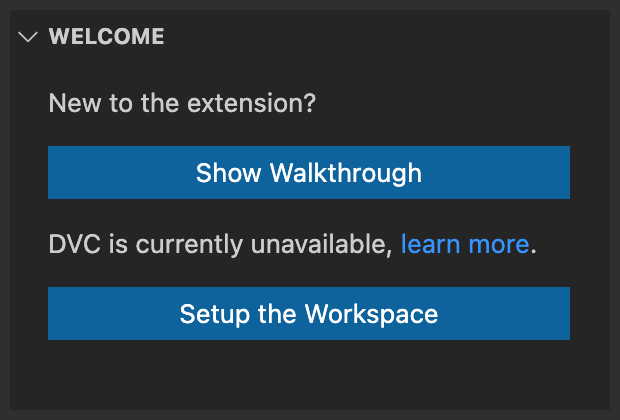 WELCOME
New to the extension?
Show Walkthrough
DVC is currently unavailable, learn more.
Setup the Workspace